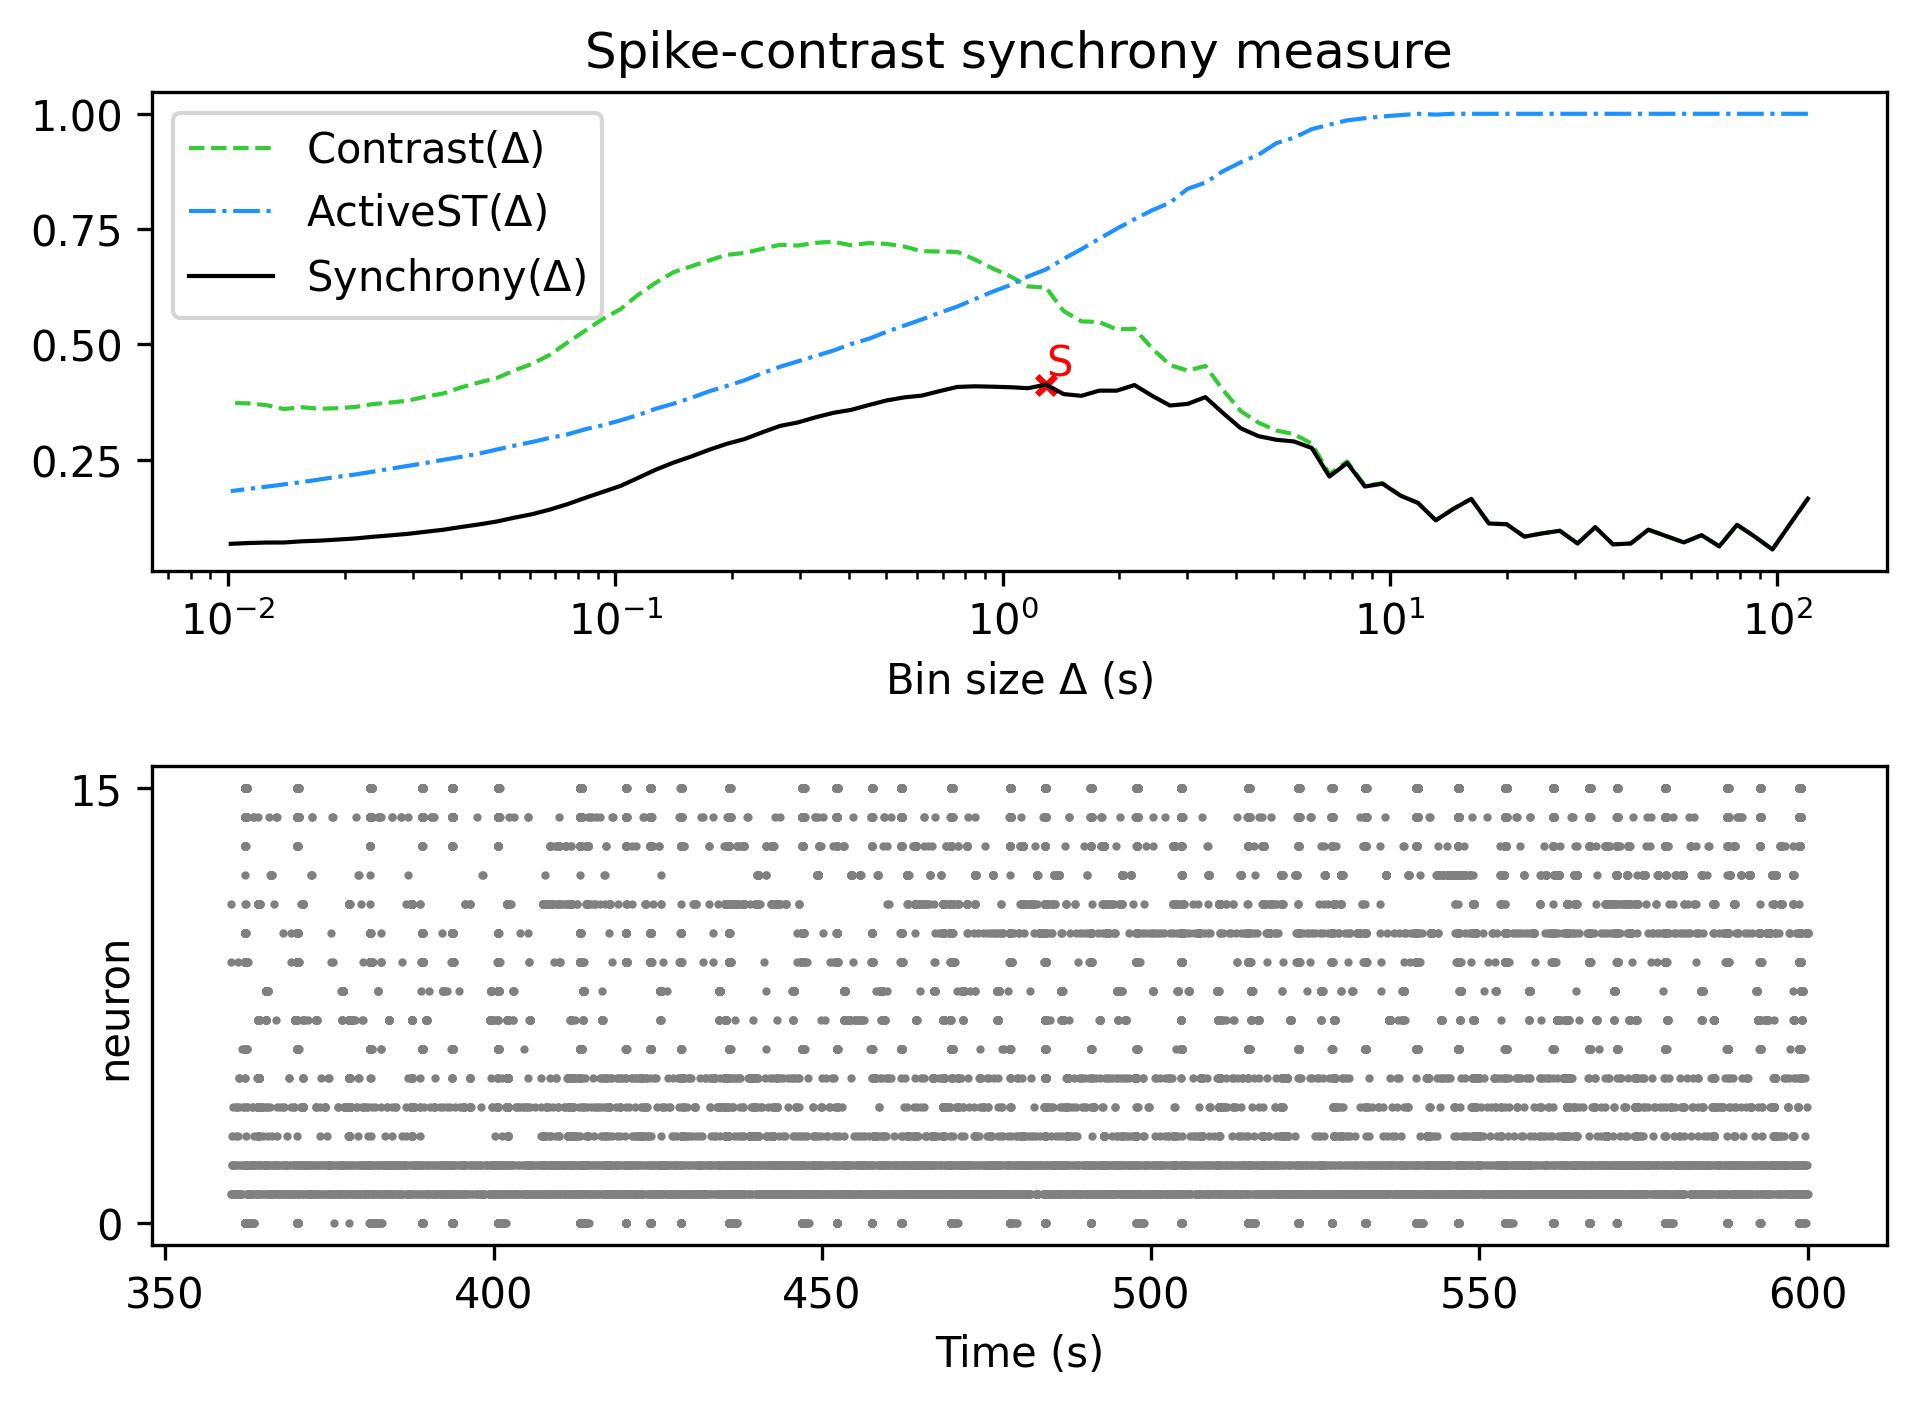 Spike-contrast synchrony measure
1.00
0.75
0.50
0.25
Contrast(Δ)
ActiveST(Δ)
Synchrony(Δ)
S
10⁻² 10⁻¹ 10⁰ 10¹ 10²
Bin size Δ (s)
15
0
neuron
350 400 450 500 550 600
Time (s)